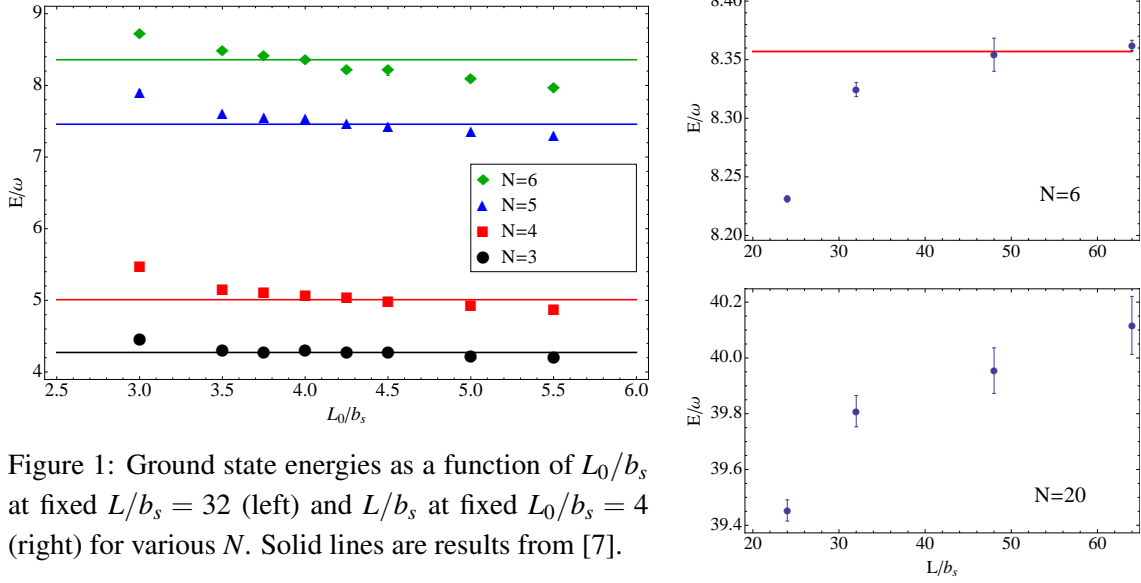 9
8
7
6
5
4
E/ω
2.5 3.0 3.5 4.0 4.5 5.0 5.5 6.0
L₀/bₛ
N=6
N=5
N=4
N=3
Figure 1: Ground state energies as a function of L₀/bₛ
at fixed L/bₛ = 32 (left) and L/bₛ at fixed L₀/bₛ = 4
(right) for various N. Solid lines are results from [7].
8.40
8.35
8.30
8.25
8.20
E/ω
N=6
20 30 40 50 60
40.2
40.0
39.8
39.6
39.4
E/ω
N=20
20 30 40 50 60
L/bₛ